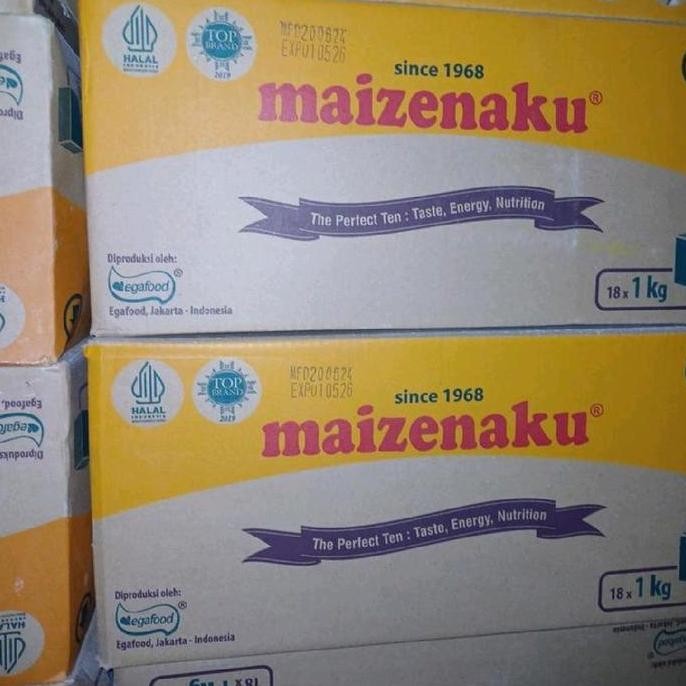 HALAL
INDONESIA
TOP
BRAND
2019
MFD200624
EXP010526
since 1968
maizenaku®
The Perfect Ten : Taste, Energy, Nutrition
Diproduksi oleh:
egafood®
Egafood, Jakarta - Indonesia
18 x 1 kg
HALAL
INDONESIA
TOP
BRAND
2019
MFD200624
EXP010526
since 1968
maizenaku®
The Perfect Ten : Taste, Energy, Nutrition
Diproduksi oleh:
egafood®
Egafood, Jakarta - Indonesia
18 x 1 kg